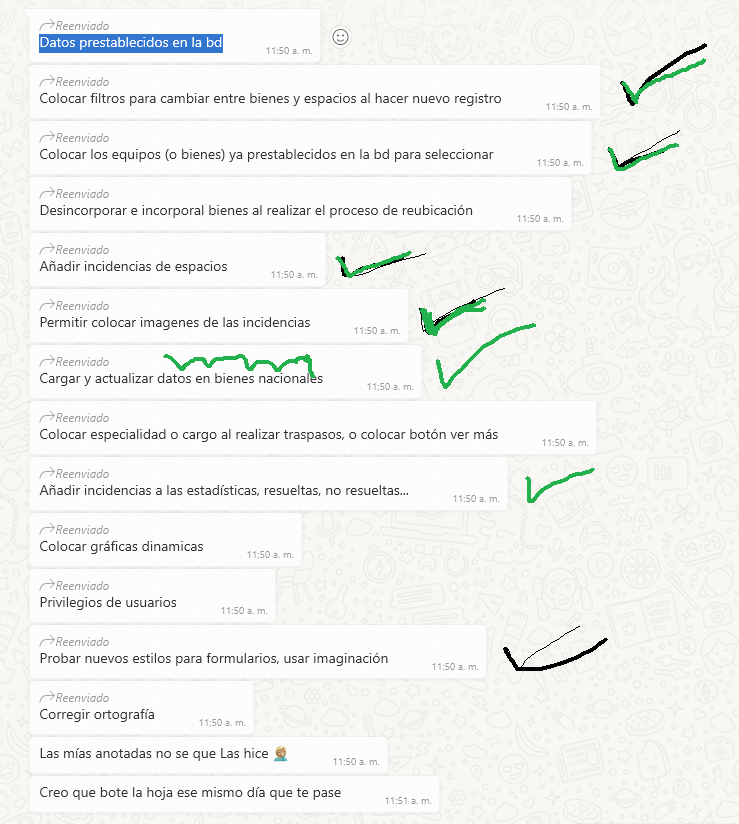 Reenviado
Datos prestablecidos en la bd
11:50 a. m.
Reenviado
Colocar filtros para cambiar entre bienes y espacios al hacer nuevo registro
11:50 a. m.
Reenviado
Colocar los equipos (o bienes) ya prestablecidos en la bd para seleccionar
11:50 a. m.
Reenviado
Desincorporar e incorporal bienes al realizar el proceso de reubicación
11:50 a. m.
Reenviado
Añadir incidencias de espacios
11:50 a. m.
Reenviado
Permitir colocar imagenes de las incidencias
11:50 a. m.
Reenviado
Cargar y actualizar datos en bienes nacionales
11:50 a. m.
Reenviado
Colocar especialidad o cargo al realizar traspasos, o colocar botón ver más
11:50 a. m.
Reenviado
Añadir incidencias a las estadísticas, resueltas, no resueltas...
11:50 a. m.
Reenviado
Colocar gráficas dinamicas
11:50 a. m.
Reenviado
Privilegios de usuarios
11:50 a. m.
Reenviado
Probar nuevos estilos para formularios, usar imaginación
11:50 a. m.
Reenviado
Corregir ortografía
11:50 a. m.
Las mías anotadas no se que Las hice 🤦🏼
11:50 a. m.
Creo que bote la hoja ese mismo día que te pase
11:51 a. m.